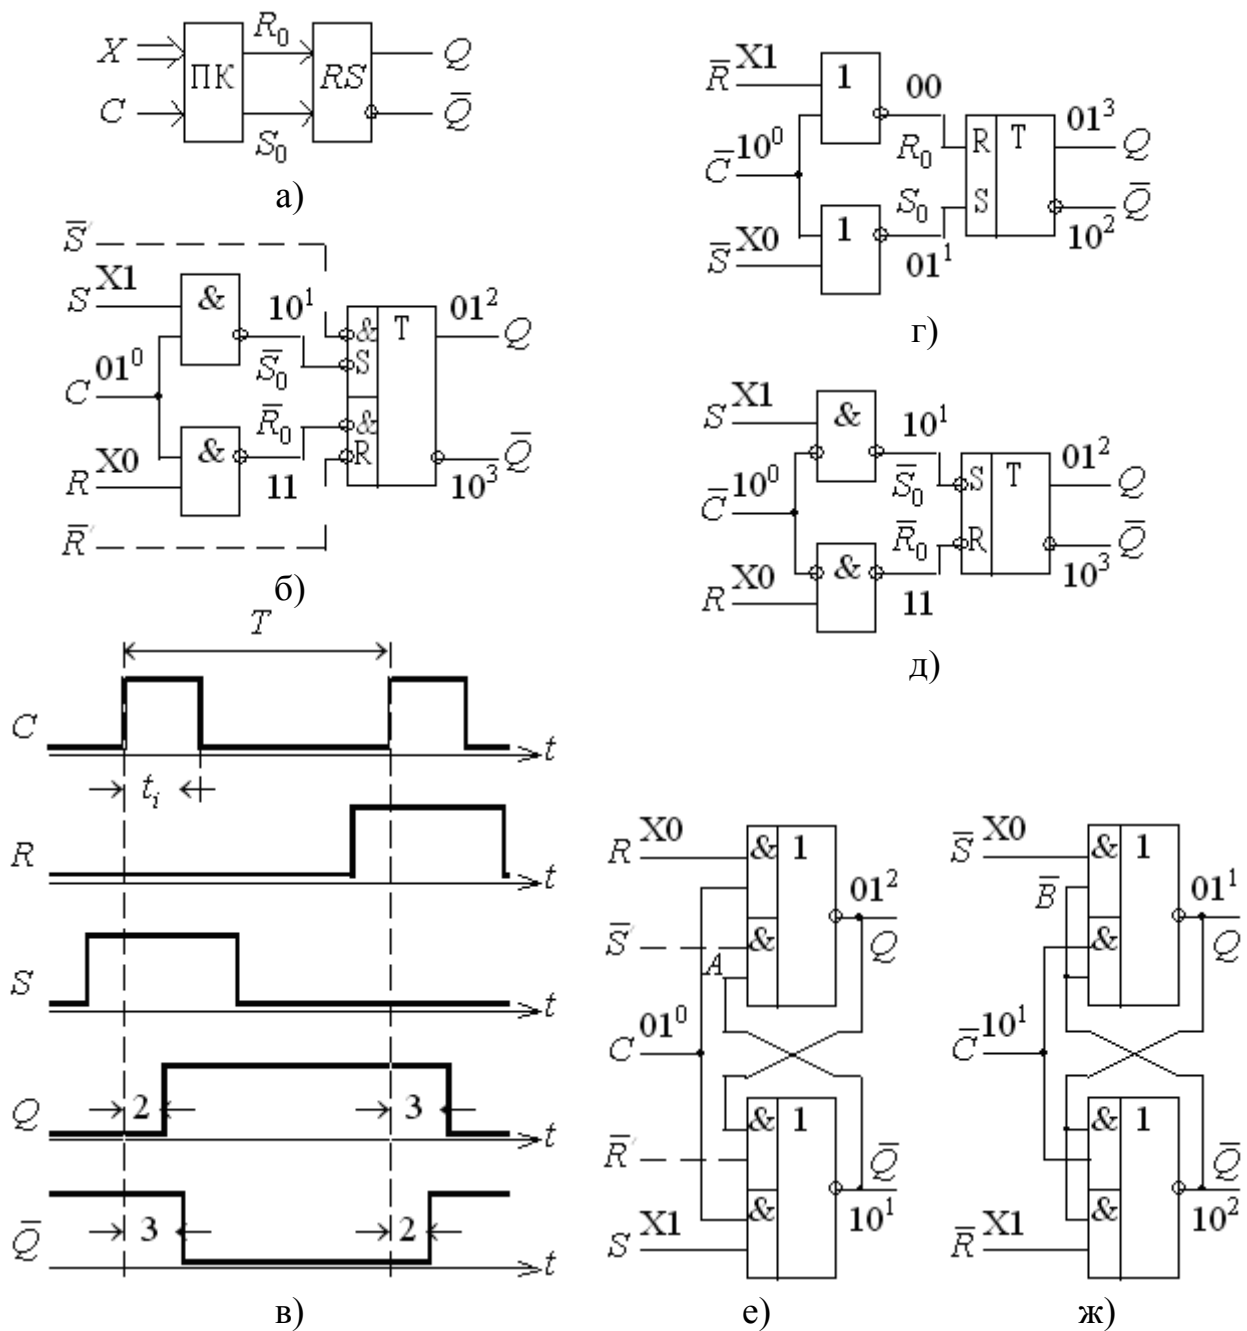 X ПК R₀ RS Q
C S₀ Q̅
а)
S̅′
S X1 & 10¹ & T 01² Q
S̅₀ S
C 01⁰
R̅₀ &
R X0 & 11 R 10³ Q̅
R̅′
б)
T
C t
tᵢ
R t
S t
Q 2 3 t
Q̅ 3 2 t
в)
R̅ X1 1 00 R T 01³ Q
R₀
C̅ 10⁰
S₀ S
S̅ X0 1 01¹ 10² Q̅
г)
S X1 & 10¹ S T 01² Q
S̅₀
C̅ 10⁰
R̅₀ R Q̅
R X0 & 11 10³
д)
R X0 & 1 01² Q
S̅′ &
A
C 01⁰
& 1
R̅′ Q̅
S X1 & 10¹
е)
S̅ X0 & 1 01¹ Q
B̅ &
C̅ 10¹
& 1 Q̅
R̅ X1 & 10²
ж)